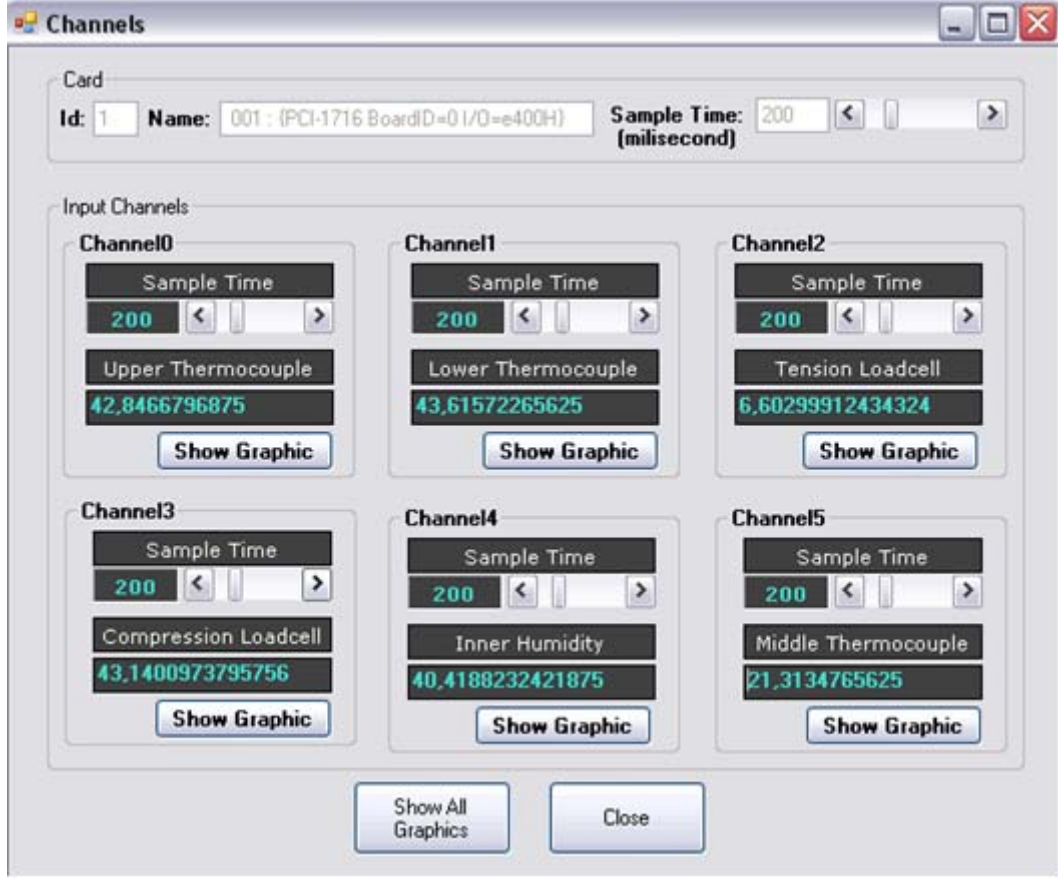 Channels
Card
Id: 1 Name: 001 : {PCI-1716 BoardID=0 I/O=e400H} Sample Time: 200
(milisecond)
Input Channels
Channel0
Sample Time
200
Upper Thermocouple
42,8466796875
Show Graphic
Channel1
Sample Time
200
Lower Thermocouple
43,61572265625
Show Graphic
Channel2
Sample Time
200
Tension Loadcell
6,60299912434324
Show Graphic
Channel3
Sample Time
200
Compression Loadcell
43,1400973795756
Show Graphic
Channel4
Sample Time
200
Inner Humidity
40,4188232421875
Show Graphic
Channel5
Sample Time
200
Middle Thermocouple
21,3134765625
Show Graphic
Show All
Graphics
Close